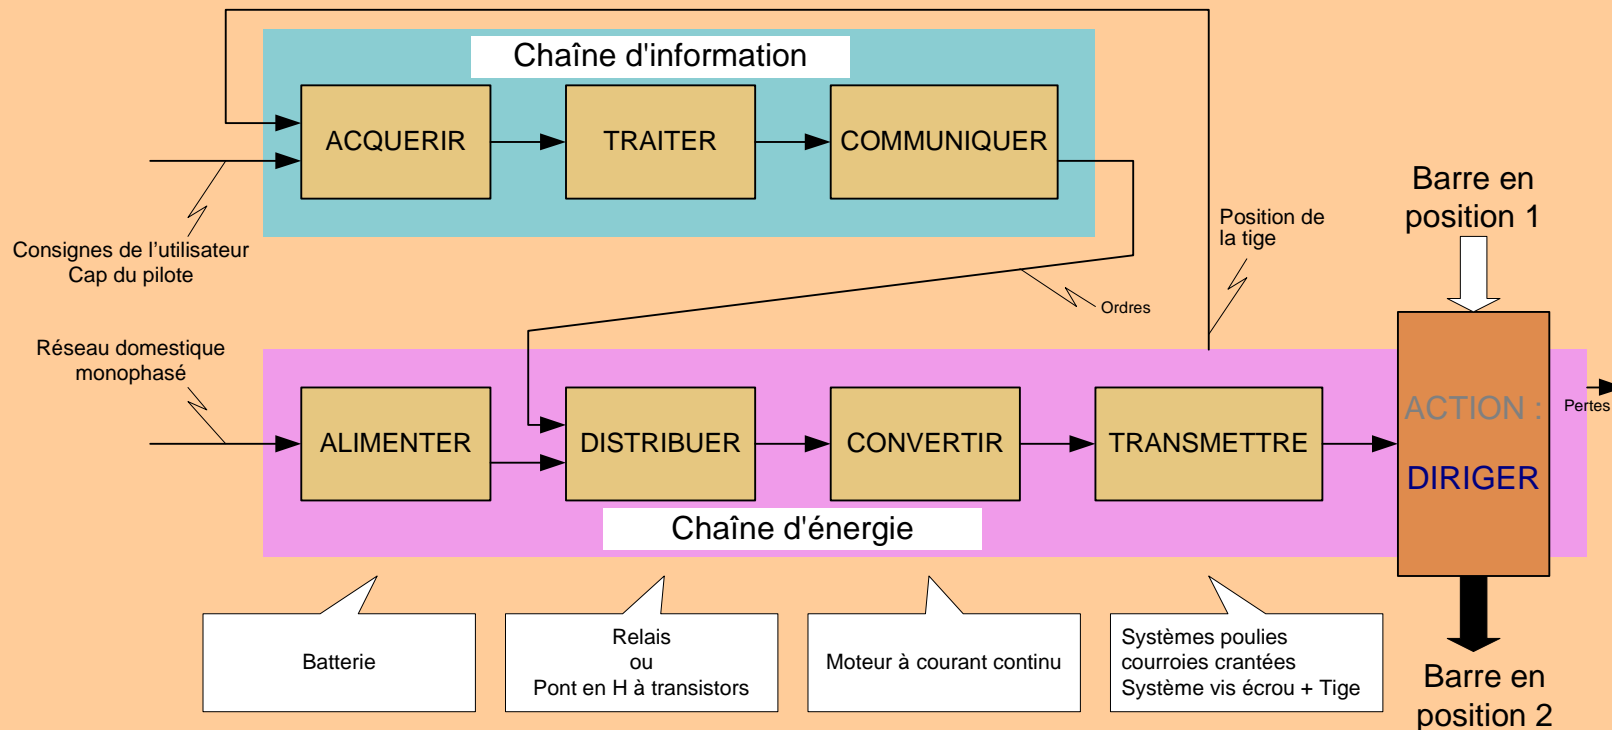 Chaîne d'information
ACQUERIR
TRAITER
COMMUNIQUER
Consignes de l’utilisateur
Cap du pilote
Ordres
Position de
la tige
Barre en
position 1
Réseau domestique
monophasé
ALIMENTER
DISTRIBUER
CONVERTIR
TRANSMETTRE
ACTION :
DIRIGER
Pertes
Chaîne d'énergie
Batterie
Relais
ou
Pont en H à transistors
Moteur à courant continu
Systèmes poulies
courroies crantées
Système vis écrou + Tige
Barre en
position 2